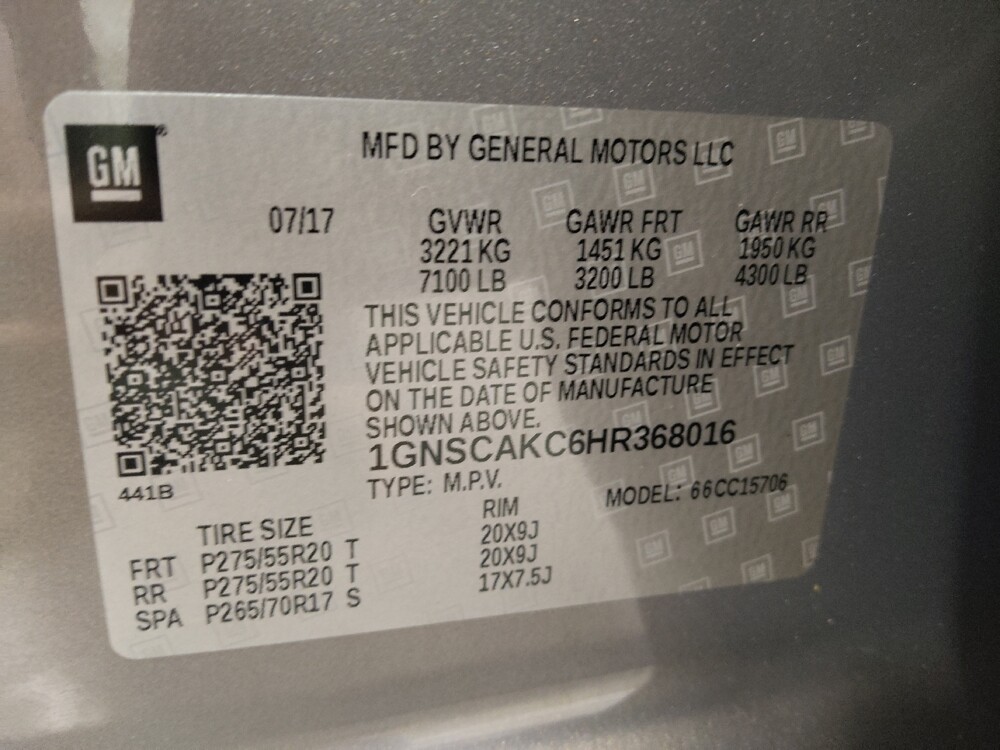 GM
MFD BY GENERAL MOTORS LLC
07/17 GVWR GAWR FRT GAWR RR
3221 KG 1451 KG 1950 KG
7100 LB 3200 LB 4300 LB
THIS VEHICLE CONFORMS TO ALL
APPLICABLE U.S. FEDERAL MOTOR
VEHICLE SAFETY STANDARDS IN EFFECT
ON THE DATE OF MANUFACTURE
SHOWN ABOVE.
1GNSCAKC6HR368016
441B
TYPE: M.P.V. MODEL: 66CC15706
TIRE SIZE RIM
FRT P275/55R20 T 20X9J
RR P275/55R20 T 20X9J
SPA P265/70R17 S 17X7.5J